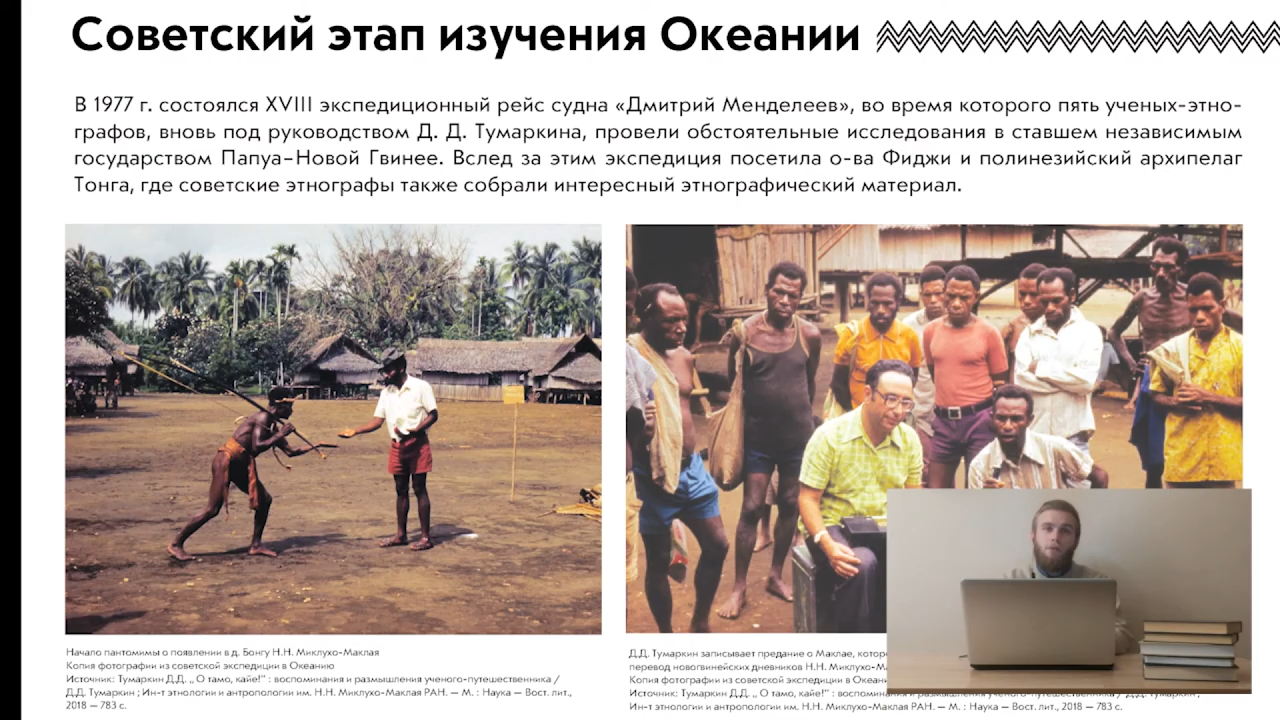 Советский этап изучения Океании
В 1977 г. состоялся XVIII экспедиционный рейс судна «Дмитрий Менделеев», во время которого пять ученых-этно-
графов, вновь под руководством Д. Д. Тумаркина, провели обстоятельные исследования в ставшем независимым
государством Папуа–Новой Гвинее. Вслед за этим экспедиция посетила о-ва Фиджи и полинезийский архипелаг
Тонга, где советские этнографы также собрали интересный этнографический материал.
Начало пантомимы о появлении в д. Бонгу Н.Н. Миклухо-Маклая
Копия фотографии из советской экспедиции в Океанию
Источник: Тумаркин Д.Д. „ О тамо, кайе!“ : воспоминания и размышления ученого-путешественника /
Д.Д. Тумаркин ; Ин-т этнологии и антропологии им. Н.Н. Миклухо-Маклая РАН. — М. : Наука — Вост. лит.,
2018 — 783 с.
Д.Д. Тумаркин записывает предание о Маклае,
перевод новогвинейских дневников Н.Н.
Копия фотографии из советской экспедиции в
Источник: Тумаркин Д.Д. „ О тамо, кайе!“ : воспоминания и размышления ученого-путешественника / Д.Д. Тумаркин ;
Ин-т этнологии и антропологии им. Н.Н. Миклухо-Маклая РАН. — М. : Наука — Вост. лит., 2018 — 783 с.